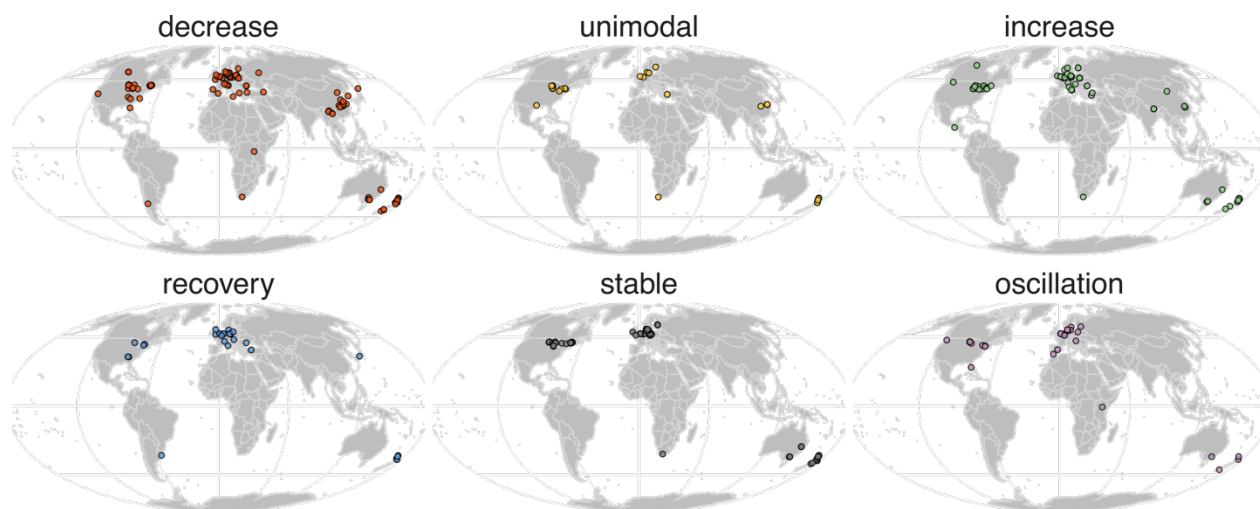 decrease
unimodal
increase
recovery
stable
oscillation